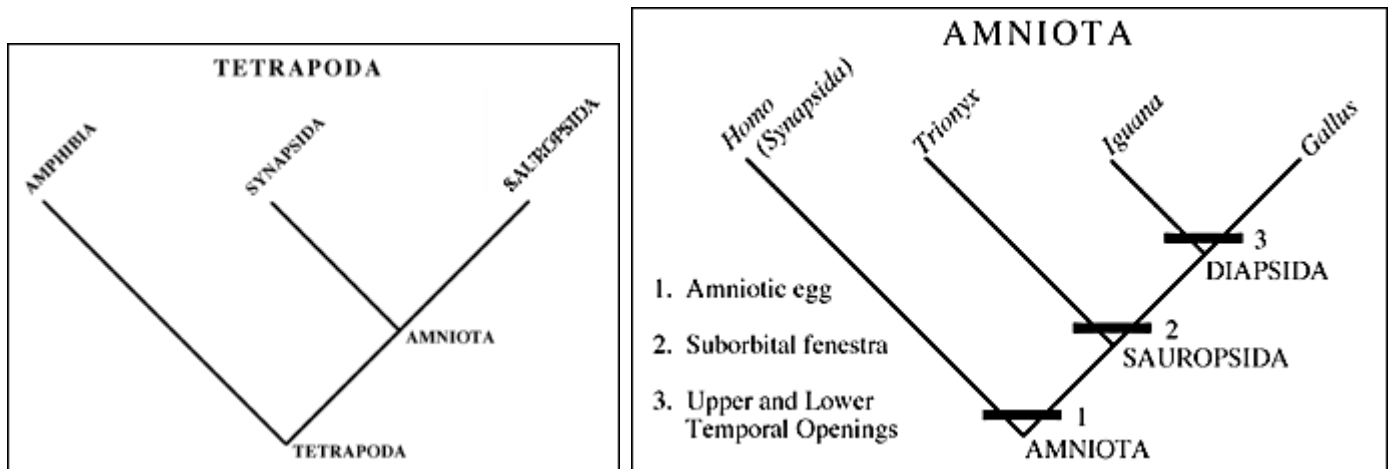 TETRAPODA
AMPHIBIA
SYNAPSIDA
SAUROPSIDA
AMNIOTA
TETRAPODA
AMNIOTA
Homo
(Synapsida)
Trionyx
Iguana
Gallus
3
DIAPSIDA
1. Amniotic egg
2
2. Suborbital fenestra
SAUROPSIDA
3. Upper and Lower
Temporal Openings
1
AMNIOTA